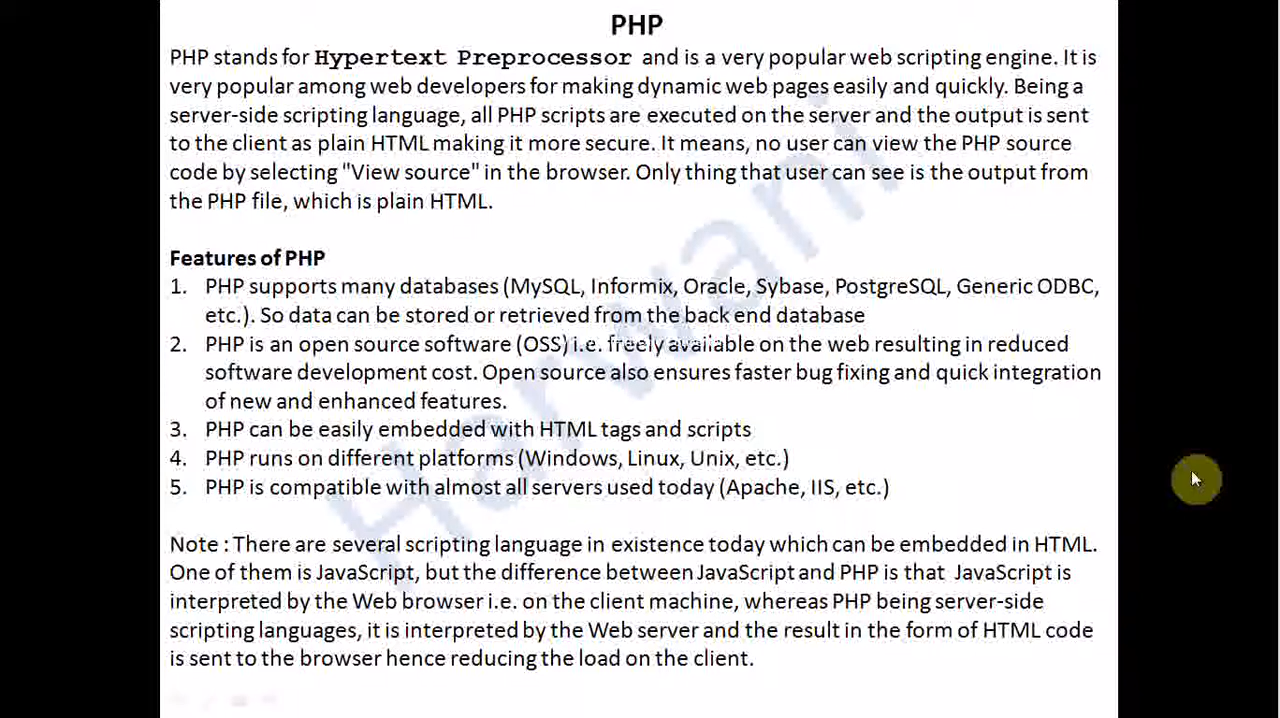 PHP
PHP stands for Hypertext Preprocessor and is a very popular web scripting engine. It is
very popular among web developers for making dynamic web pages easily and quickly. Being a
server-side scripting language, all PHP scripts are executed on the server and the output is sent
to the client as plain HTML making it more secure. It means, no user can view the PHP source
code by selecting "View source" in the browser. Only thing that user can see is the output from
the PHP file, which is plain HTML.
Features of PHP
1. PHP supports many databases (MySQL, Informix, Oracle, Sybase, PostgreSQL, Generic ODBC,
etc.). So data can be stored or retrieved from the back end database
2. PHP is an open source software (OSS) i.e. freely available on the web resulting in reduced
software development cost. Open source also ensures faster bug fixing and quick integration
of new and enhanced features.
3. PHP can be easily embedded with HTML tags and scripts
4. PHP runs on different platforms (Windows, Linux, Unix, etc.)
5. PHP is compatible with almost all servers used today (Apache, IIS, etc.)
Note : There are several scripting language in existence today which can be embedded in HTML.
One of them is JavaScript, but the difference between JavaScript and PHP is that JavaScript is
interpreted by the Web browser i.e. on the client machine, whereas PHP being server-side
scripting languages, it is interpreted by the Web server and the result in the form of HTML code
is sent to the browser hence reducing the load on the client.
Harwani